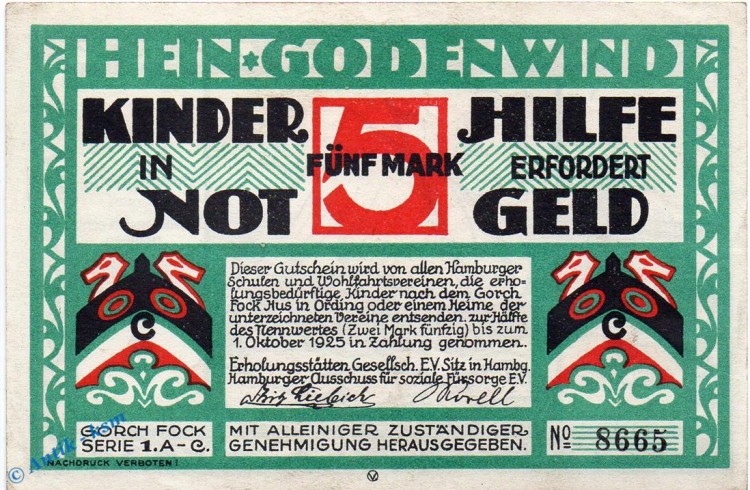 HEIN * GODENWIND
KINDER 5 HILFE
IN FÜNF MARK ERFORDERT
NOT GELD
Dieser Gutschein wird von allen Hamburger
Schulen und Wohlfahrtsvereinen, die erho-
lungsbedürftige Kinder nach dem Gorch
Fock Hus in Ording oder einem Heime der
unterzeichneten Vereine entsenden. zur Hälfte
des Nennwertes (Zwei Mark fünfzig) bis zum
1. Oktober 1925 in Zahlung genommen.
Erholungsstätten Gesellsch. E.V. Sitz in Hambg.
Hamburger Ausschuss für soziale Fürsorge E.V.
C C
GORCH FOCK
SERIE 1. A-C.
MIT ALLEINIGER ZUSTÄNDIGER
GENEHMIGUNG HERAUSGEGEBEN.
No 8665
NACHDRUCK VERBOTEN!
© Antik-ksm